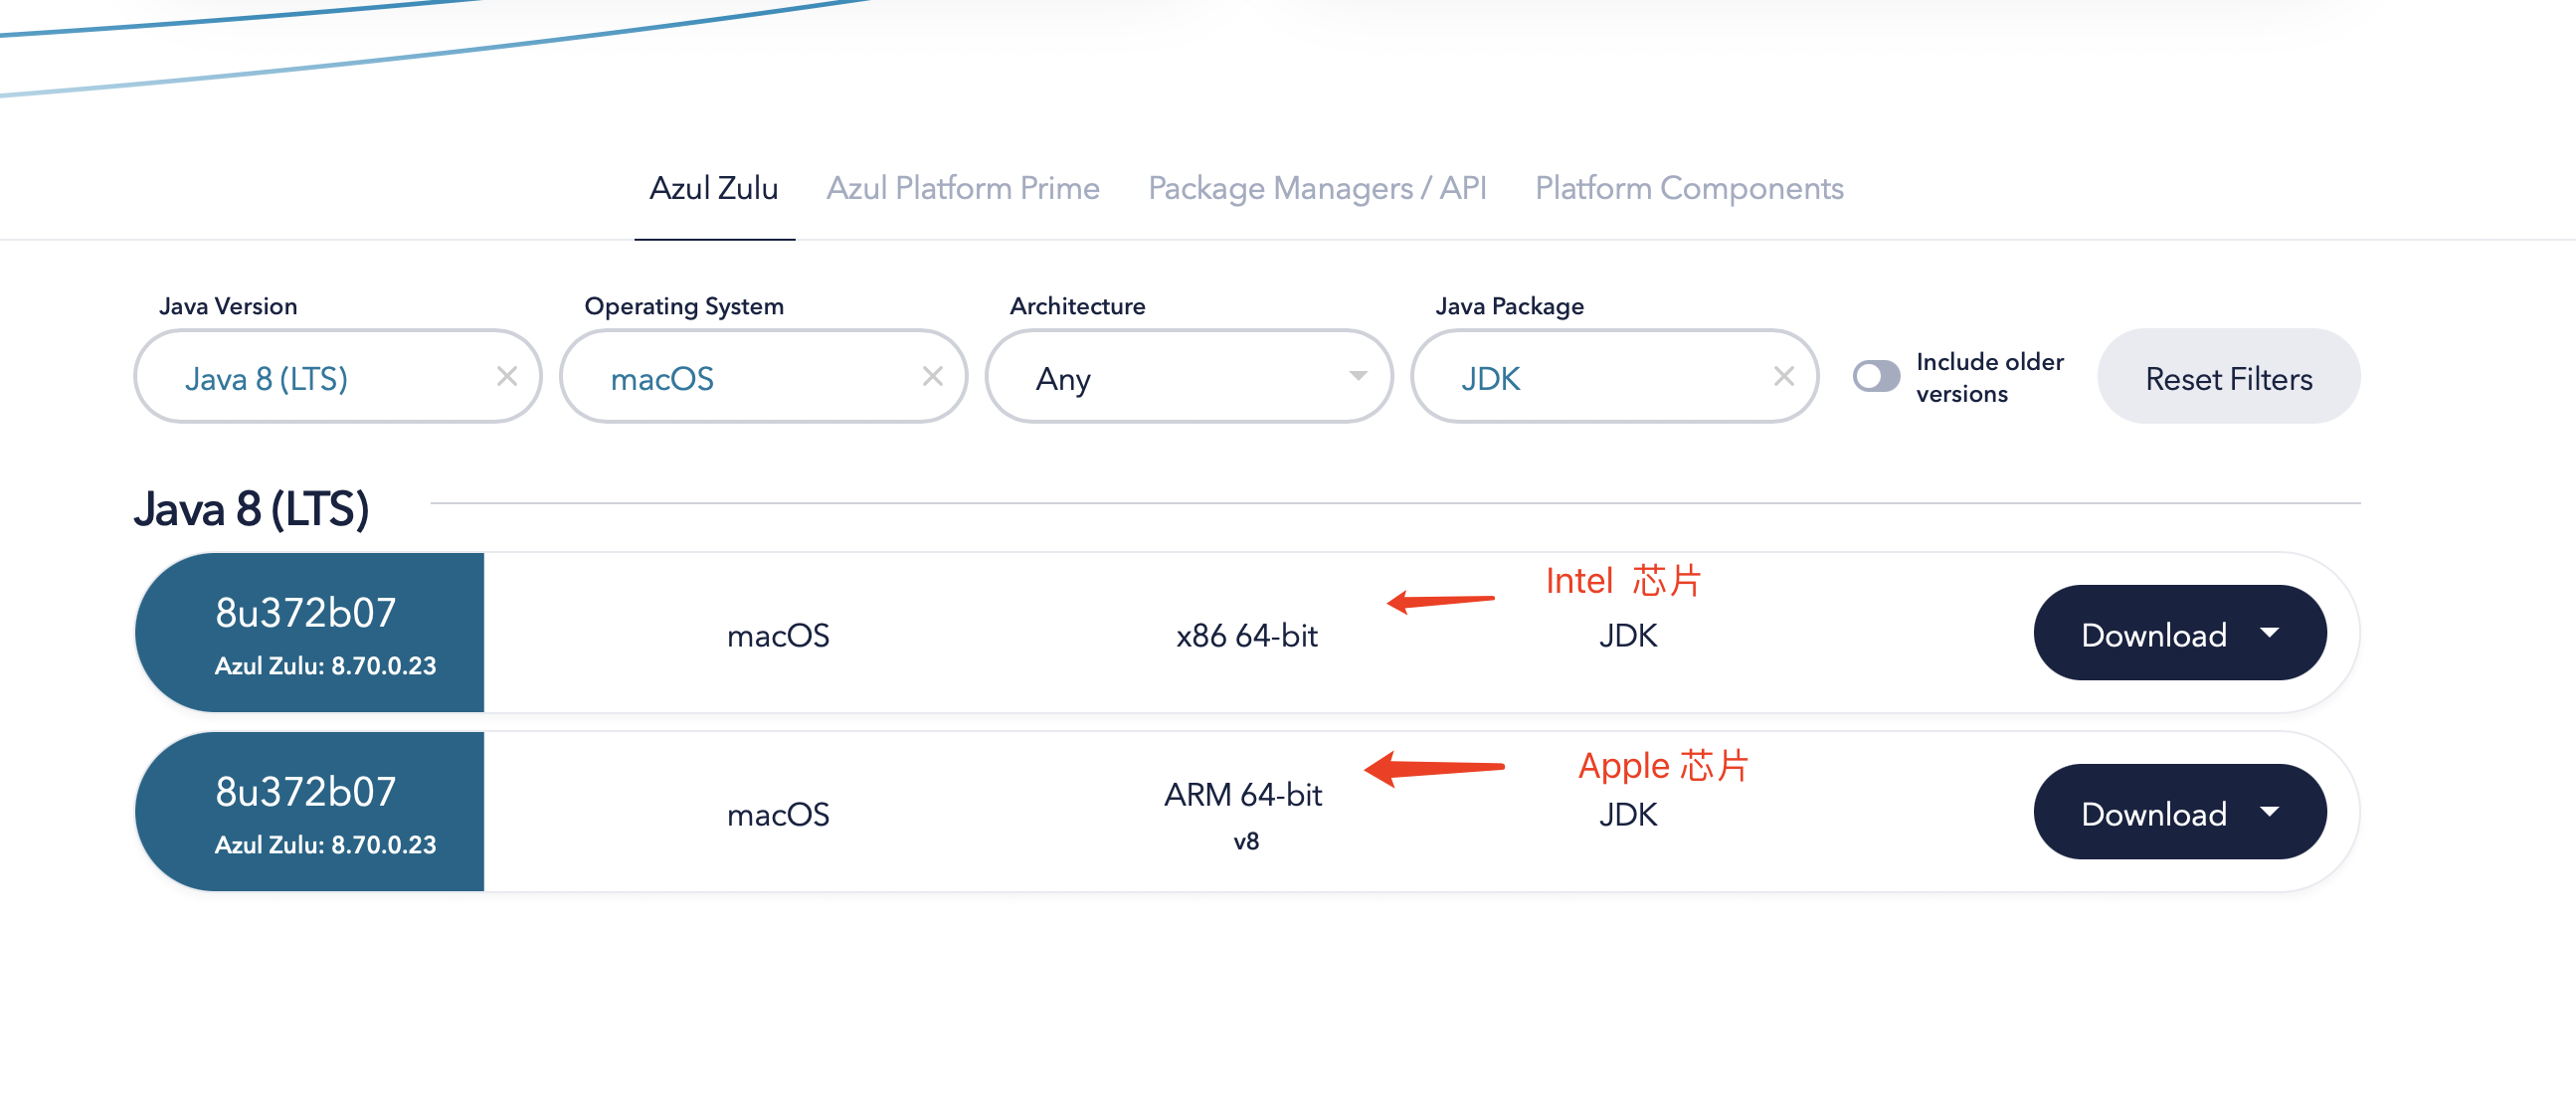 Azul Zulu Azul Platform Prime Package Managers / API Platform Components
Java Version Operating System Architecture Java Package
Java 8 (LTS) macOS Any JDK Include older versions Reset Filters
Java 8 (LTS)
Intel 芯片
8u372b07 macOS x86 64-bit JDK Download
Azul Zulu: 8.70.0.23
Apple 芯片
8u372b07 macOS ARM 64-bit JDK Download
Azul Zulu: 8.70.0.23 v8